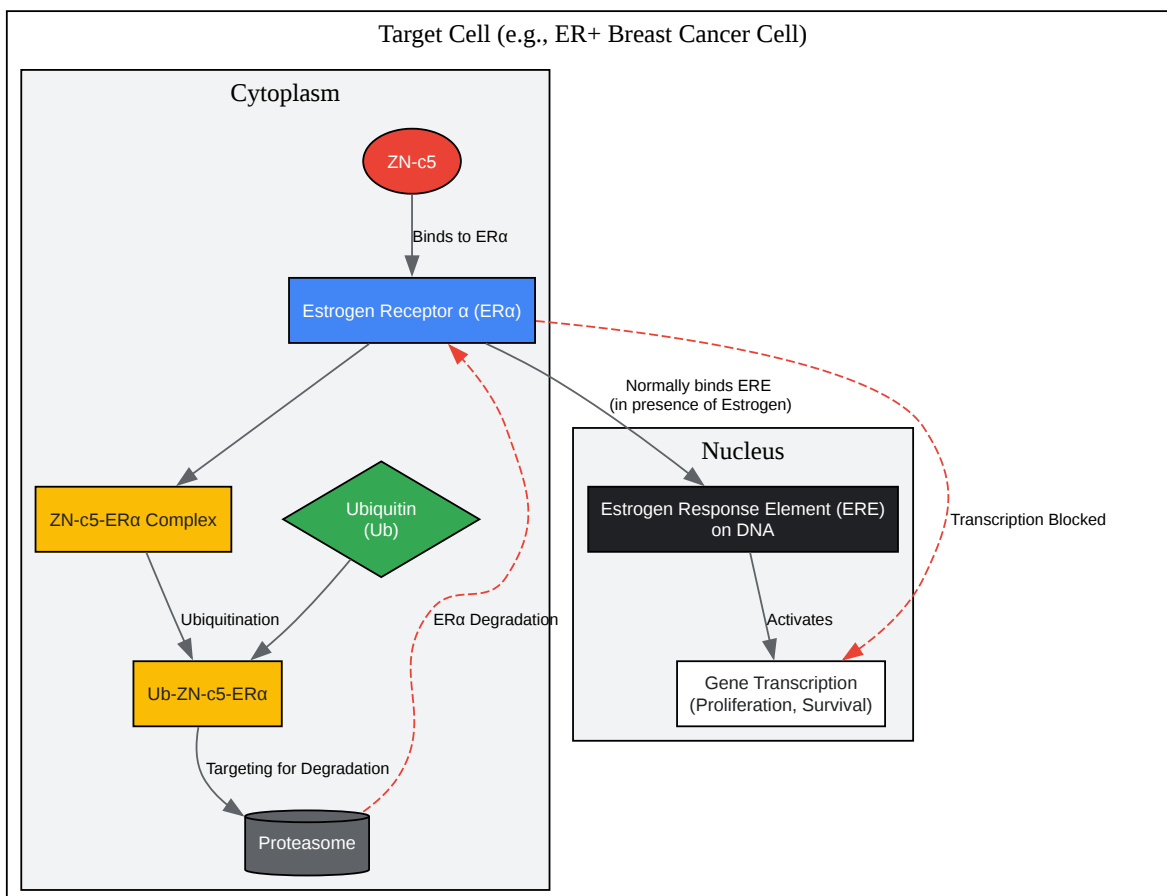 Target Cell (e.g., ER+ Breast Cancer Cell)
Cytoplasm
ZN-c5
Binds to ERα
Estrogen Receptor α (ERα)
Normally binds ERE
(in presence of Estrogen)
Nucleus
ZN-c5-ERα Complex
Ubiquitin
(Ub)
Estrogen Response Element (ERE)
on DNA
Transcription Blocked
Ubiquitination
ERα Degradation
Activates
Ub-ZN-c5-ERα
Gene Transcription
(Proliferation, Survival)
Targeting for Degradation
Proteasome